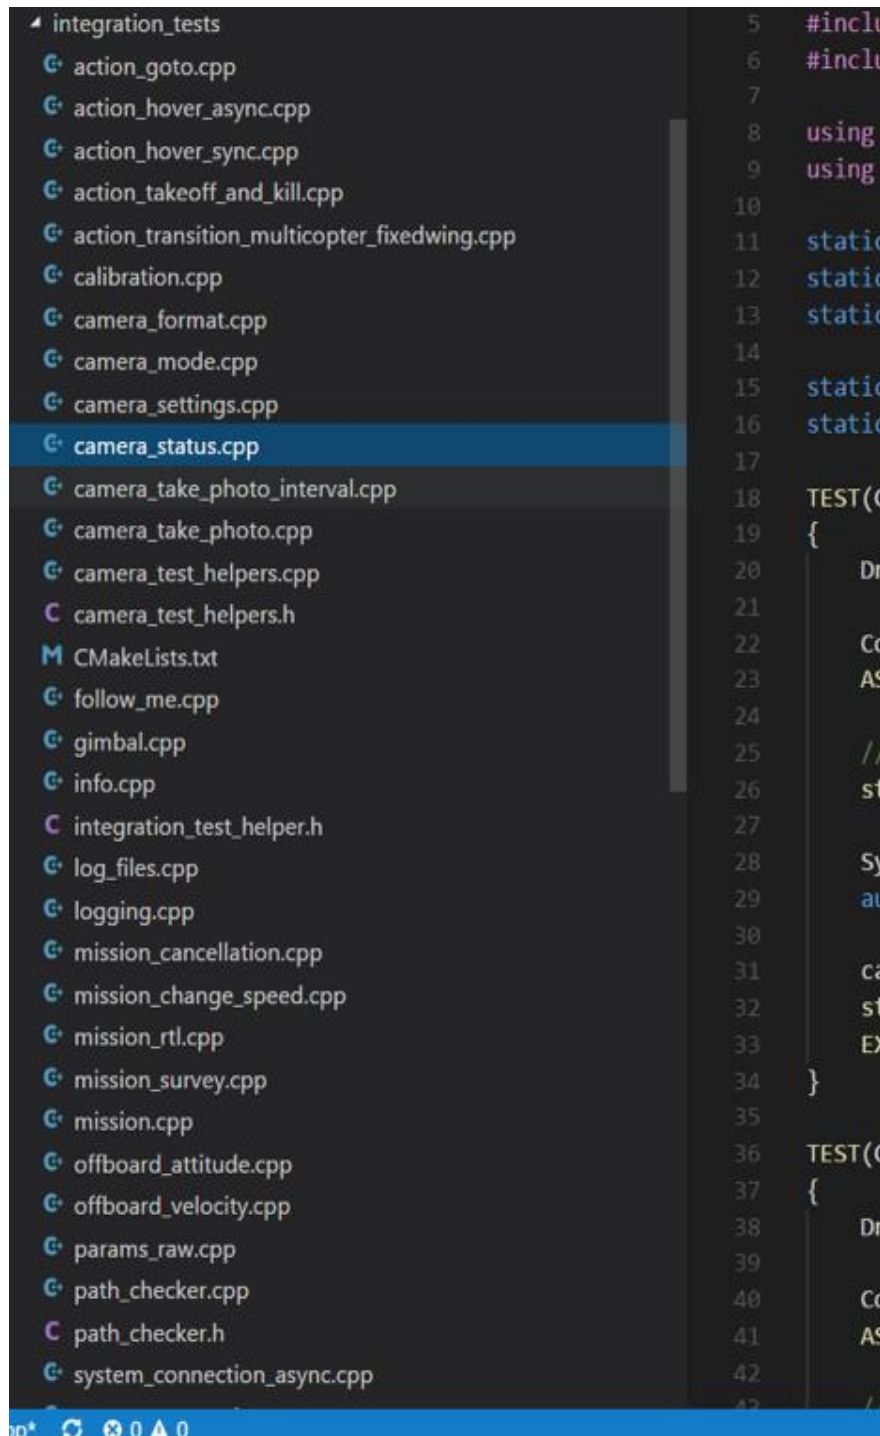 integration_tests
action_goto.cpp
action_hover_async.cpp
action_hover_sync.cpp
action_takeoff_and_kill.cpp
action_transition_multicopter_fixedwing.cpp
calibration.cpp
camera_format.cpp
camera_mode.cpp
camera_settings.cpp
camera_status.cpp
camera_take_photo_interval.cpp
camera_take_photo.cpp
camera_test_helpers.cpp
C camera_test_helpers.h
M CMakeLists.txt
follow_me.cpp
gimbal.cpp
info.cpp
C integration_test_helper.h
log_files.cpp
logging.cpp
mission_cancellation.cpp
mission_change_speed.cpp
mission_rtl.cpp
mission_survey.cpp
mission.cpp
offboard_attitude.cpp
offboard_velocity.cpp
params_raw.cpp
path_checker.cpp
C path_checker.h
system_connection_async.cpp
5 #inclu
6 #inclu
7
8 using
9 using
10
11 static
12 static
13 static
14
15 static
16 static
17
18 TEST(C
19 {
20 Dr
21
22 Co
23 AS
24
25 //
26 st
27
28 Sy
29 au
30
31 ca
32 st
33 EX
34 }
35
36 TEST(C
37 {
38 Dr
39
40 Co
41 AS
42
43 /
pp* 0 0